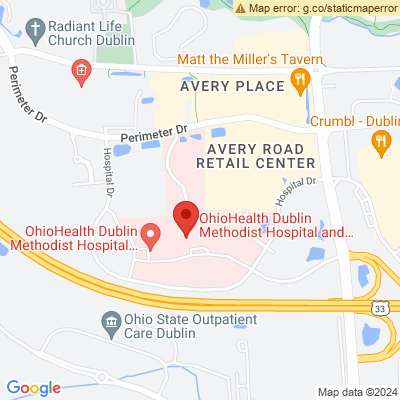 Map error: g.co/staticmaperror
Radiant Life
Church Dublin
Matt the Miller's Tavern
AVERY PLACE
Perimeter Dr
Crumbl - Dublin
Perimeter Dr
AVERY ROAD
RETAIL CENTER
Hospital Dr
Hospital Dr
OhioHealth Dublin
Methodist Hospital...
OhioHealth Dublin
Methodist Hospital and...
33
Ohio State Outpatient
Care Dublin
Google
Map data ©2024